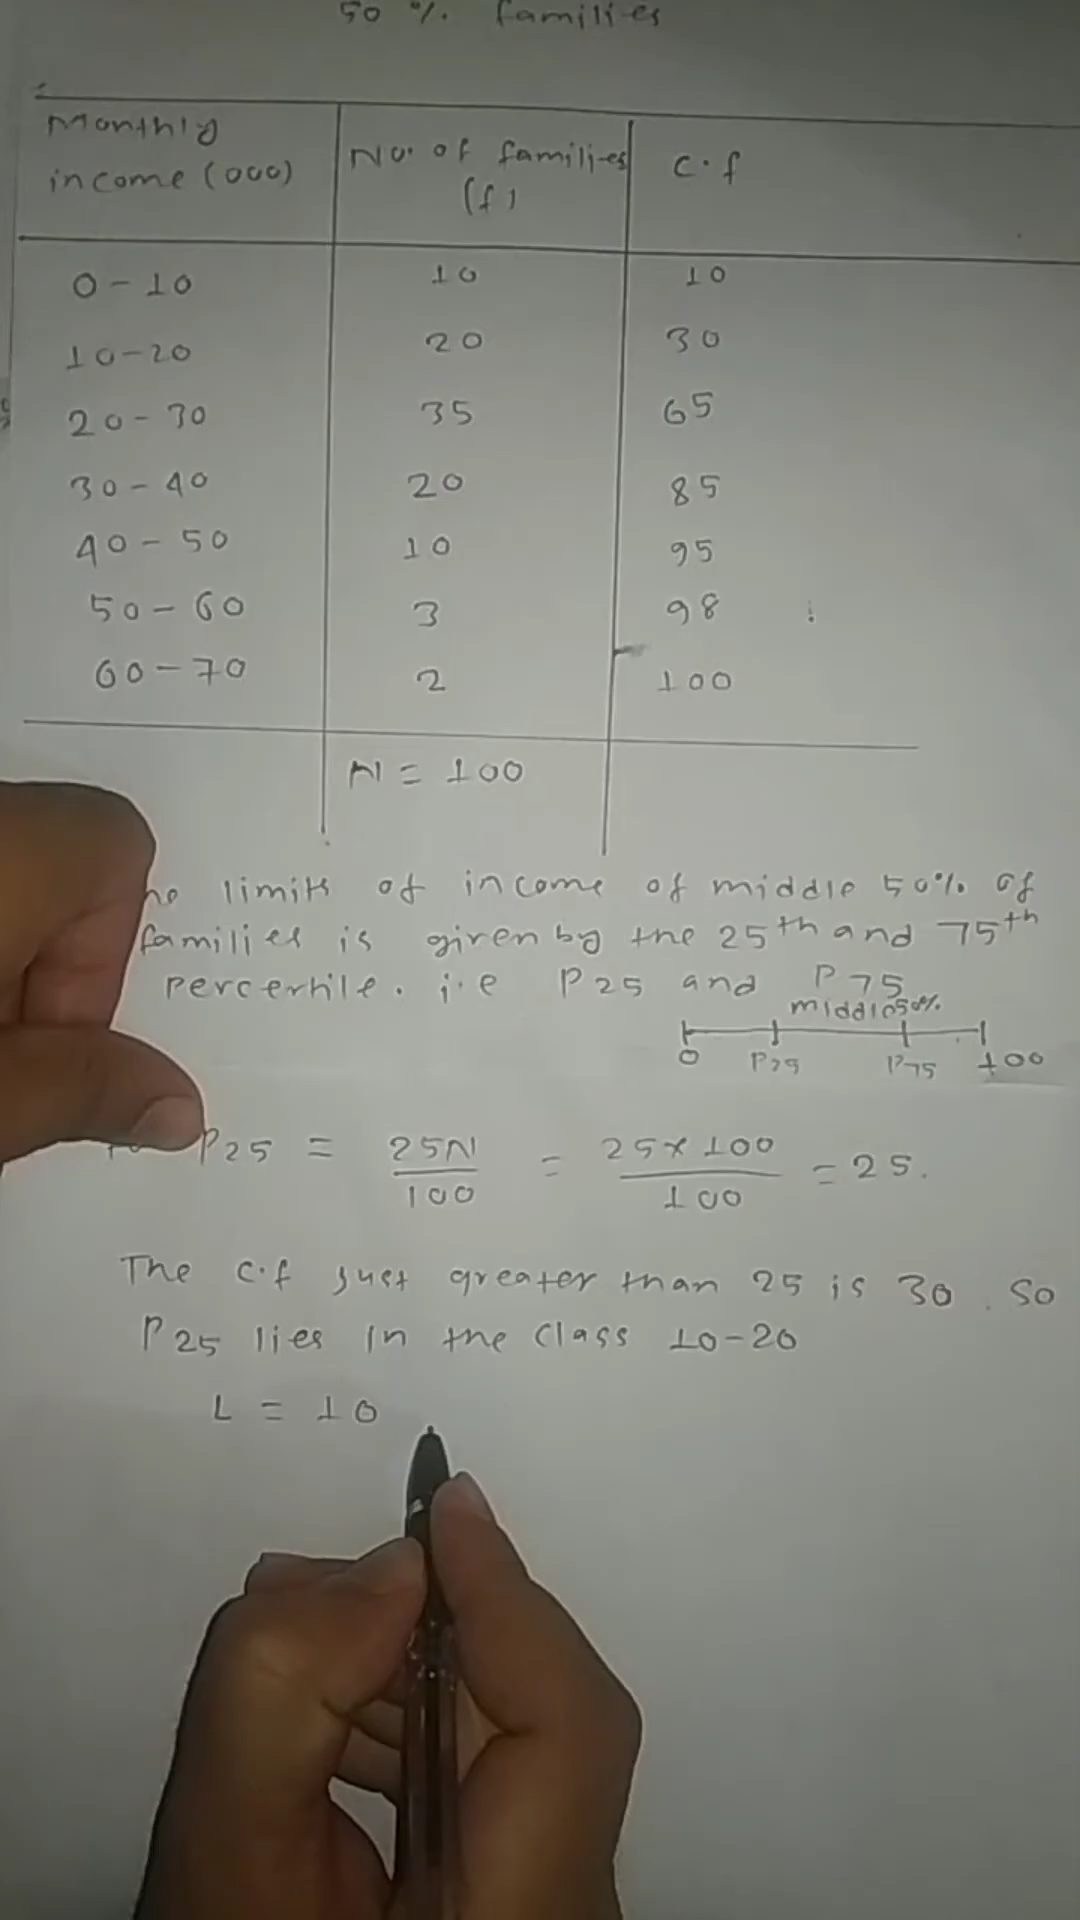 50 % families
Monthly income (000) No. of families (f) c.f
0-10 10 10
10-20 20 30
20-30 35 65
30-40 20 85
40-50 10 95
50-60 3 98
60-70 2 100
N = 100
limits of income of middle 50% of
families is given by the 25th and 75th
percentile. i.e P25 and P75
middle 50%
0 P25 P75 100
P25 = 25N/100 = 25×100/100 = 25.
The c.f just greater than 25 is 30. So
P25 lies in the class 10-20
L = 10